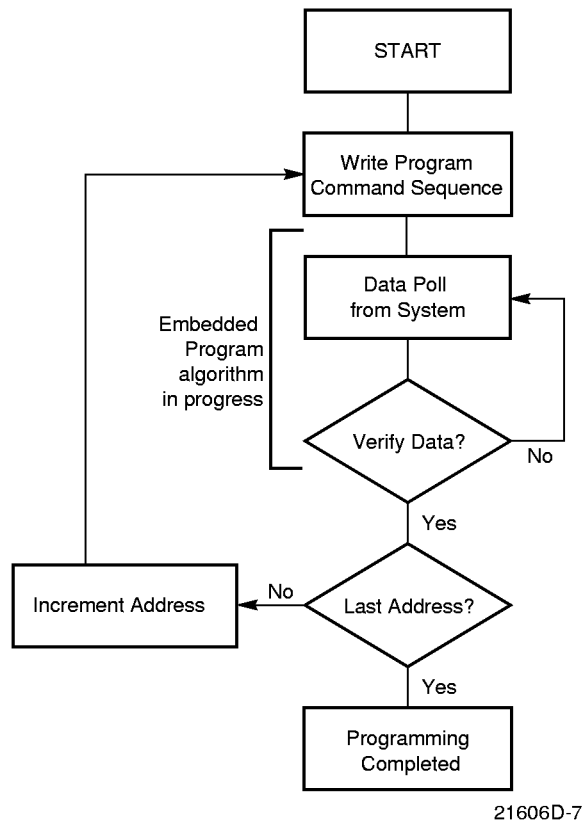 START
Write Program
Command Sequence
Data Poll
from System
Embedded
Program
algorithm
in progress
Verify Data?
No
Yes
Increment Address
No
Last Address?
Yes
Programming
Completed
21606D-7